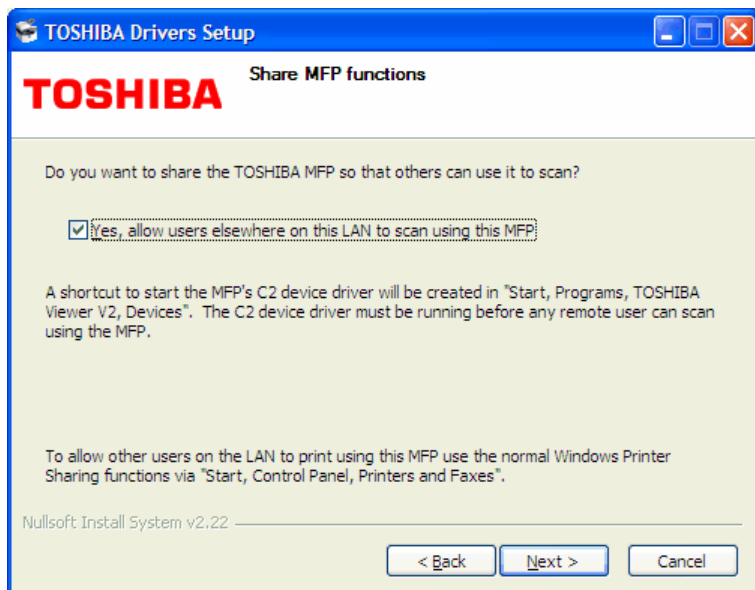 TOSHIBA Drivers Setup
Share MFP functions
TOSHIBA
Do you want to share the TOSHIBA MFP so that others can use it to scan?
Yes, allow users elsewhere on this LAN to scan using this MFP
A shortcut to start the MFP's C2 device driver will be created in "Start, Programs, TOSHIBA
Viewer V2, Devices". The C2 device driver must be running before any remote user can scan
using the MFP.
To allow other users on the LAN to print using this MFP use the normal Windows Printer
Sharing functions via "Start, Control Panel, Printers and Faxes".
Nullsoft Install System v2.22
< Back
Next >
Cancel